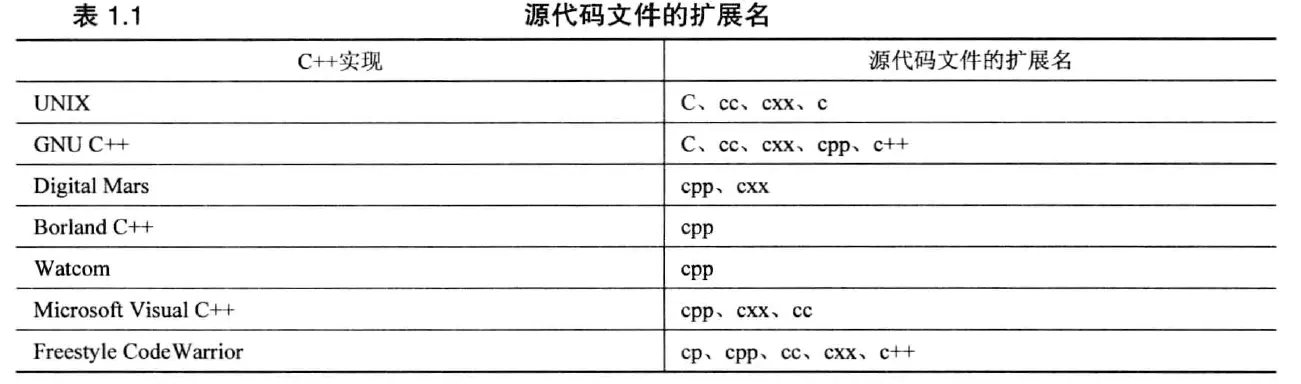 表 1.1 源代码文件的扩展名
C++实现 源代码文件的扩展名
UNIX C、cc、cxx、c
GNU C++ C、cc、cxx、cpp、c++
Digital Mars cpp、cxx
Borland C++ cpp
Watcom cpp
Microsoft Visual C++ cpp、cxx、cc
Freestyle CodeWarrior cp、cpp、cc、cxx、c++